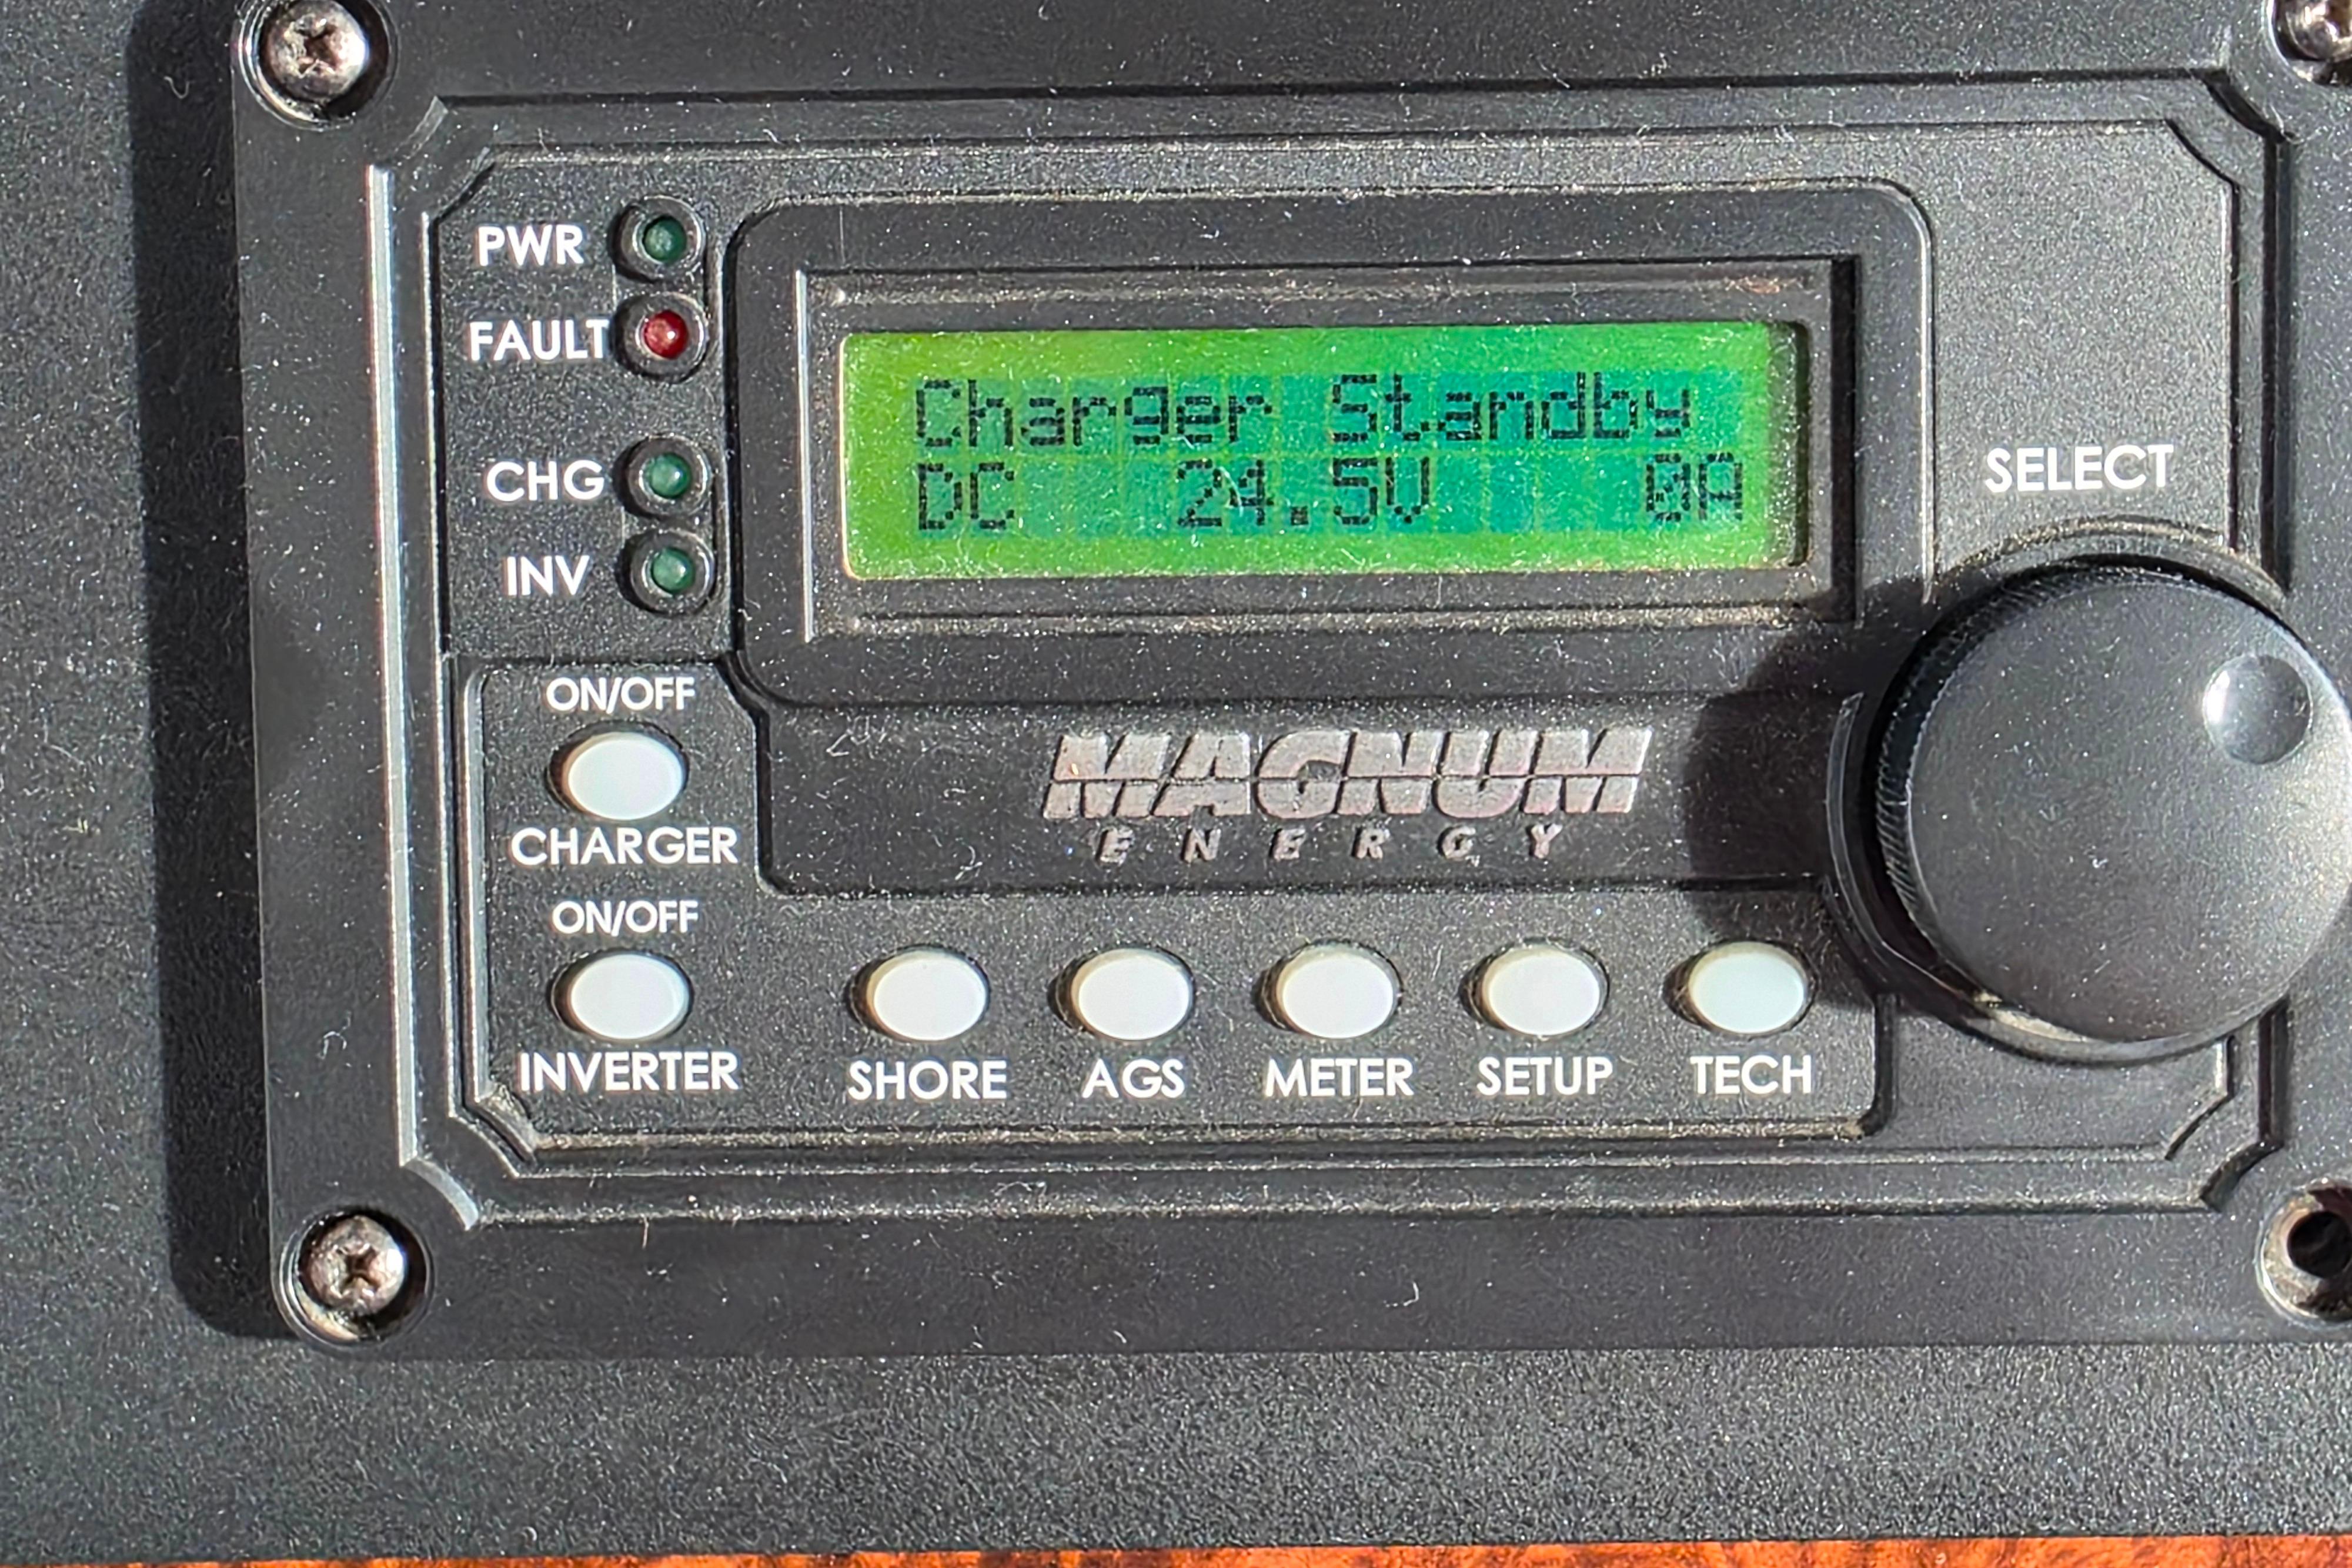 PWR
FAULT
CHG
INV
Charger Standby
DC 24.5V 0A
SELECT
ON/OFF
CHARGER
MAGNUM
ENERGY
ON/OFF
INVERTER
SHORE
AGS
METER
SETUP
TECH